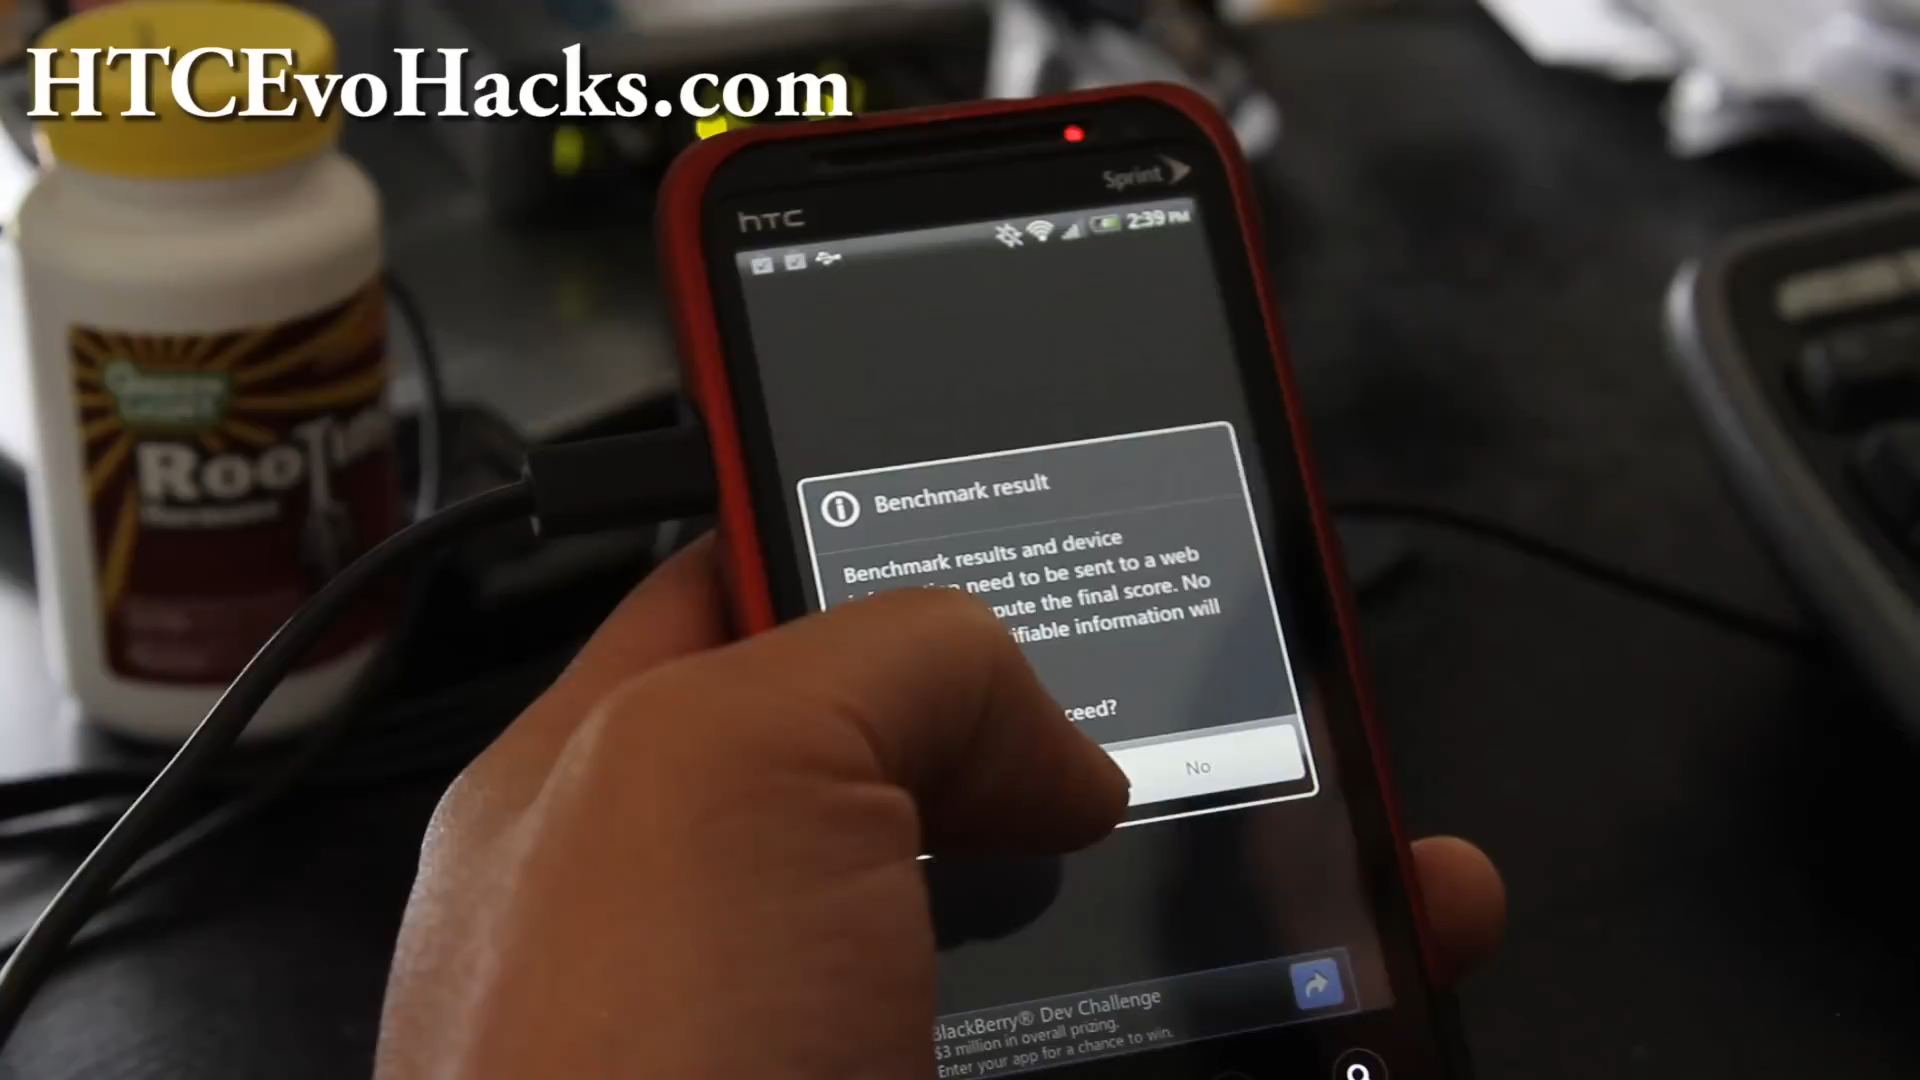 HTCEvoHacks.com
Sprint
hTC
2:39 PM
Benchmark result
Benchmark results and device
need to be sent to a web
pute the final score. No
ifiable information will
ceed?
No
BlackBerry® Dev Challenge
$3 million in overall prizing.
Enter your app for a chance to win.
Root